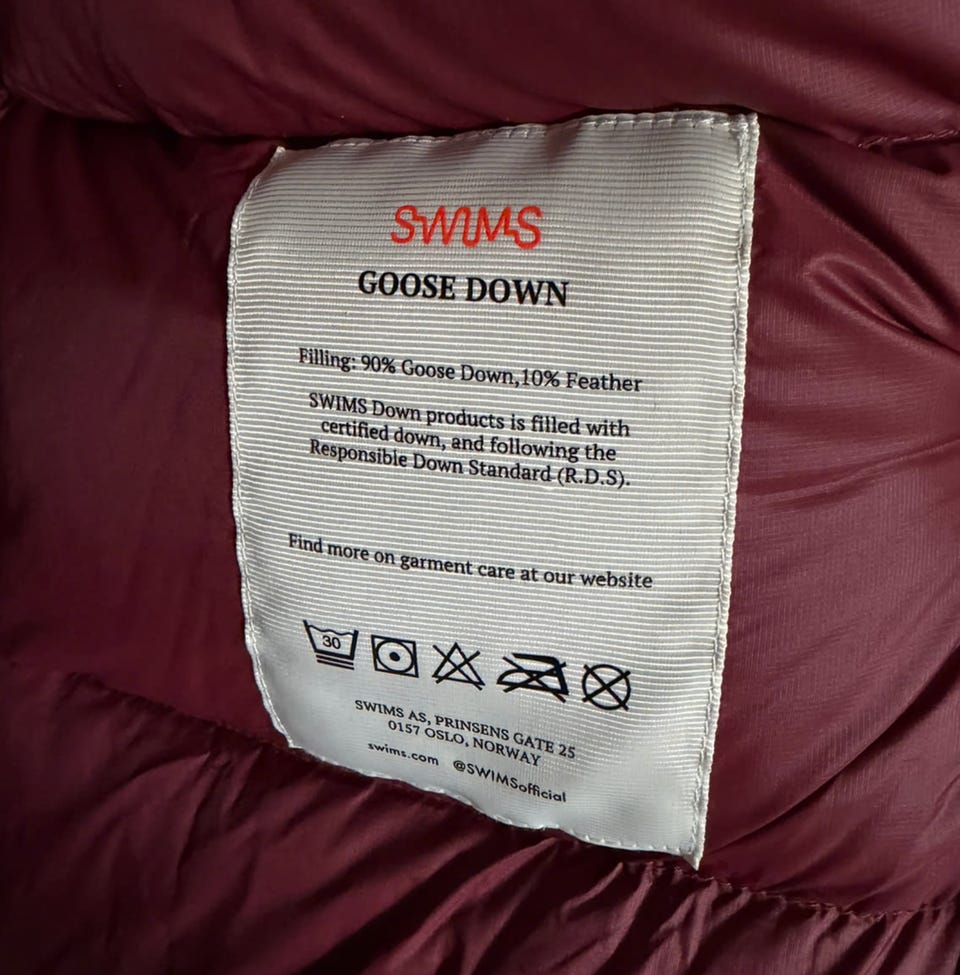 SWIMS
GOOSE DOWN
Filling: 90% Goose Down,10% Feather
SWIMS Down products is filled with
certified down, and following the
Responsible Down Standard (R.D.S).
Find more on garment care at our website
30
SWIMS AS, PRINSENS GATE 25
0157 OSLO, NORWAY
swims.com @SWIMSofficial